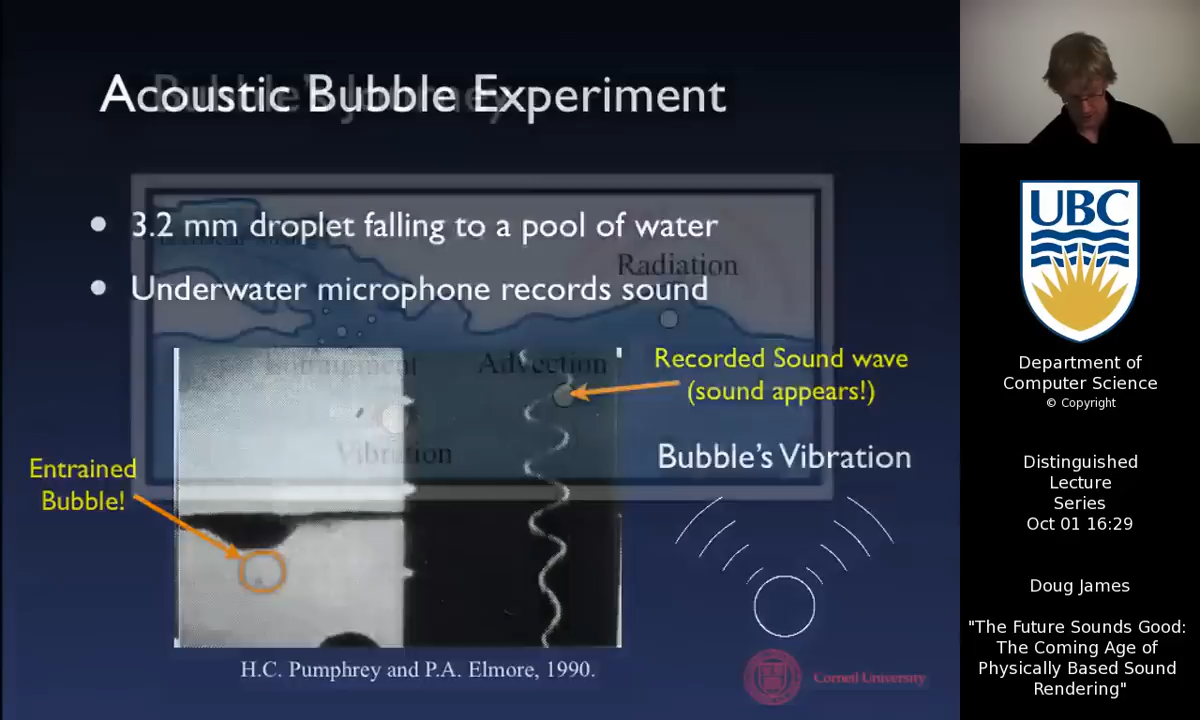 Acoustic Bubble Experiment
Bubble's Journey
• 3.2 mm droplet falling to a pool of water
Radiation
• Underwater microphone records sound
Entrainment
Advection
Recorded Sound wave
(sound appears!)
Vibration
Bubble's Vibration
Entrained
Bubble!
H.C. Pumphrey and P.A. Elmore, 1990.
Cornell University
UBC
Department of
Computer Science
© Copyright
Distinguished
Lecture
Series
Oct 01 16:29
Doug James
"The Future Sounds Good:
The Coming Age of
Physically Based Sound
Rendering"